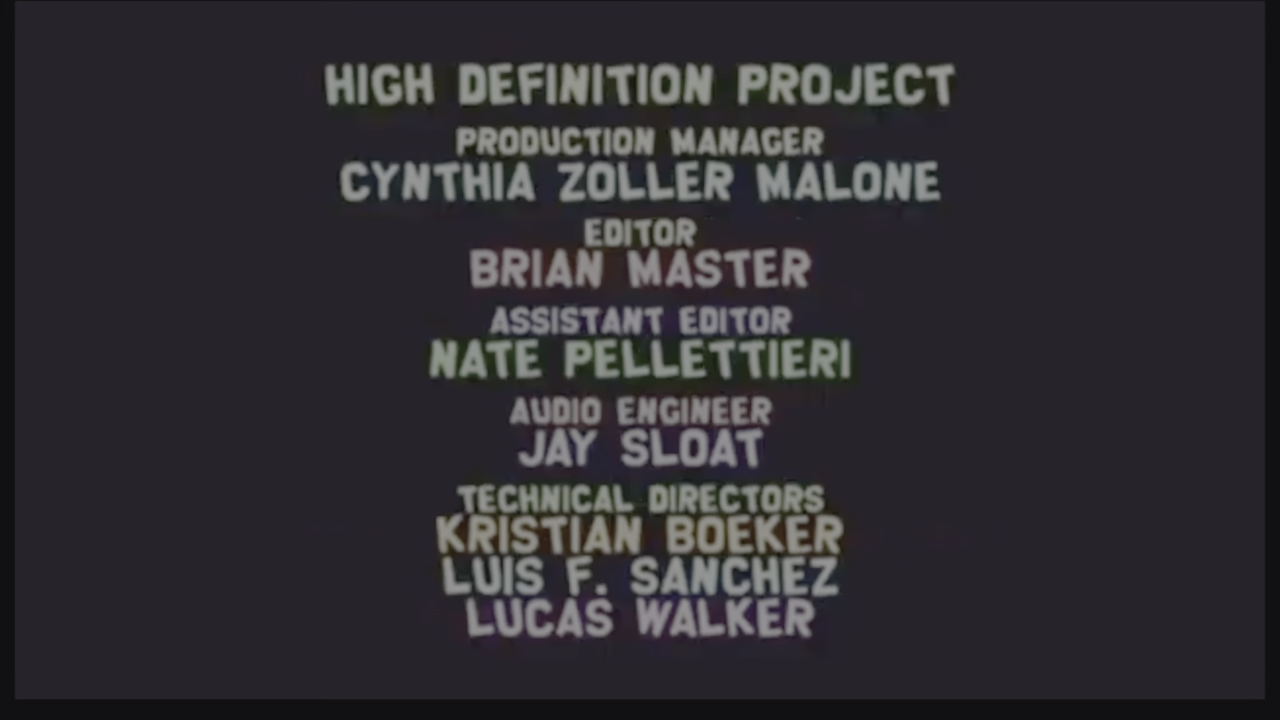 HIGH DEFINITION PROJECT
PRODUCTION MANAGER
CYNTHIA ZOLLER MALONE
EDITOR
BRIAN MASTER
ASSISTANT EDITOR
NATE PELLETTIERI
AUDIO ENGINEER
JAY SLOAT
TECHNICAL DIRECTORS
KRISTIAN BOEKER
LUIS F. SANCHEZ
LUCAS WALKER